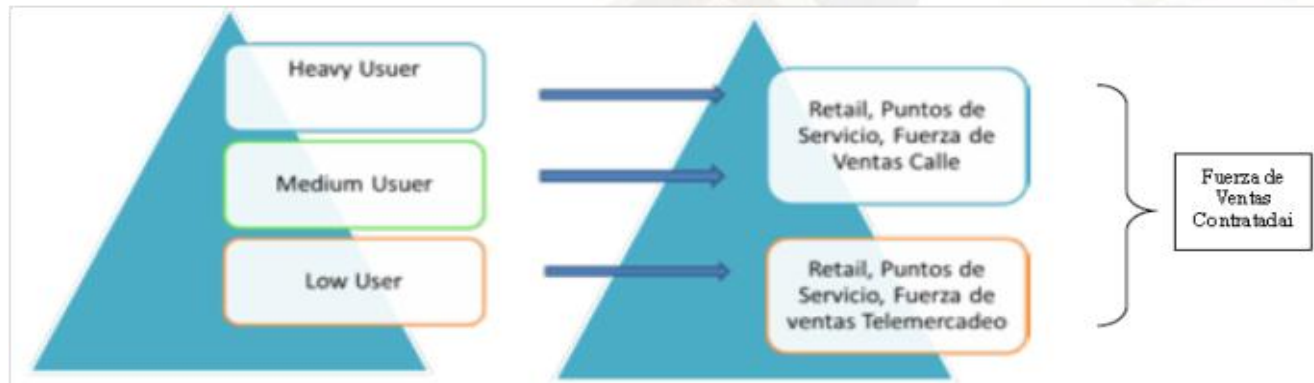 Heavy Usuer
Medium Usuer
Low User
Retail, Puntos de
Servicio, Fuerza de
Ventas Calle
Retail, Puntos de
Servicio, Fuerza de
ventas Telemercadeo
Fuerza de
Ventas
Contratadai